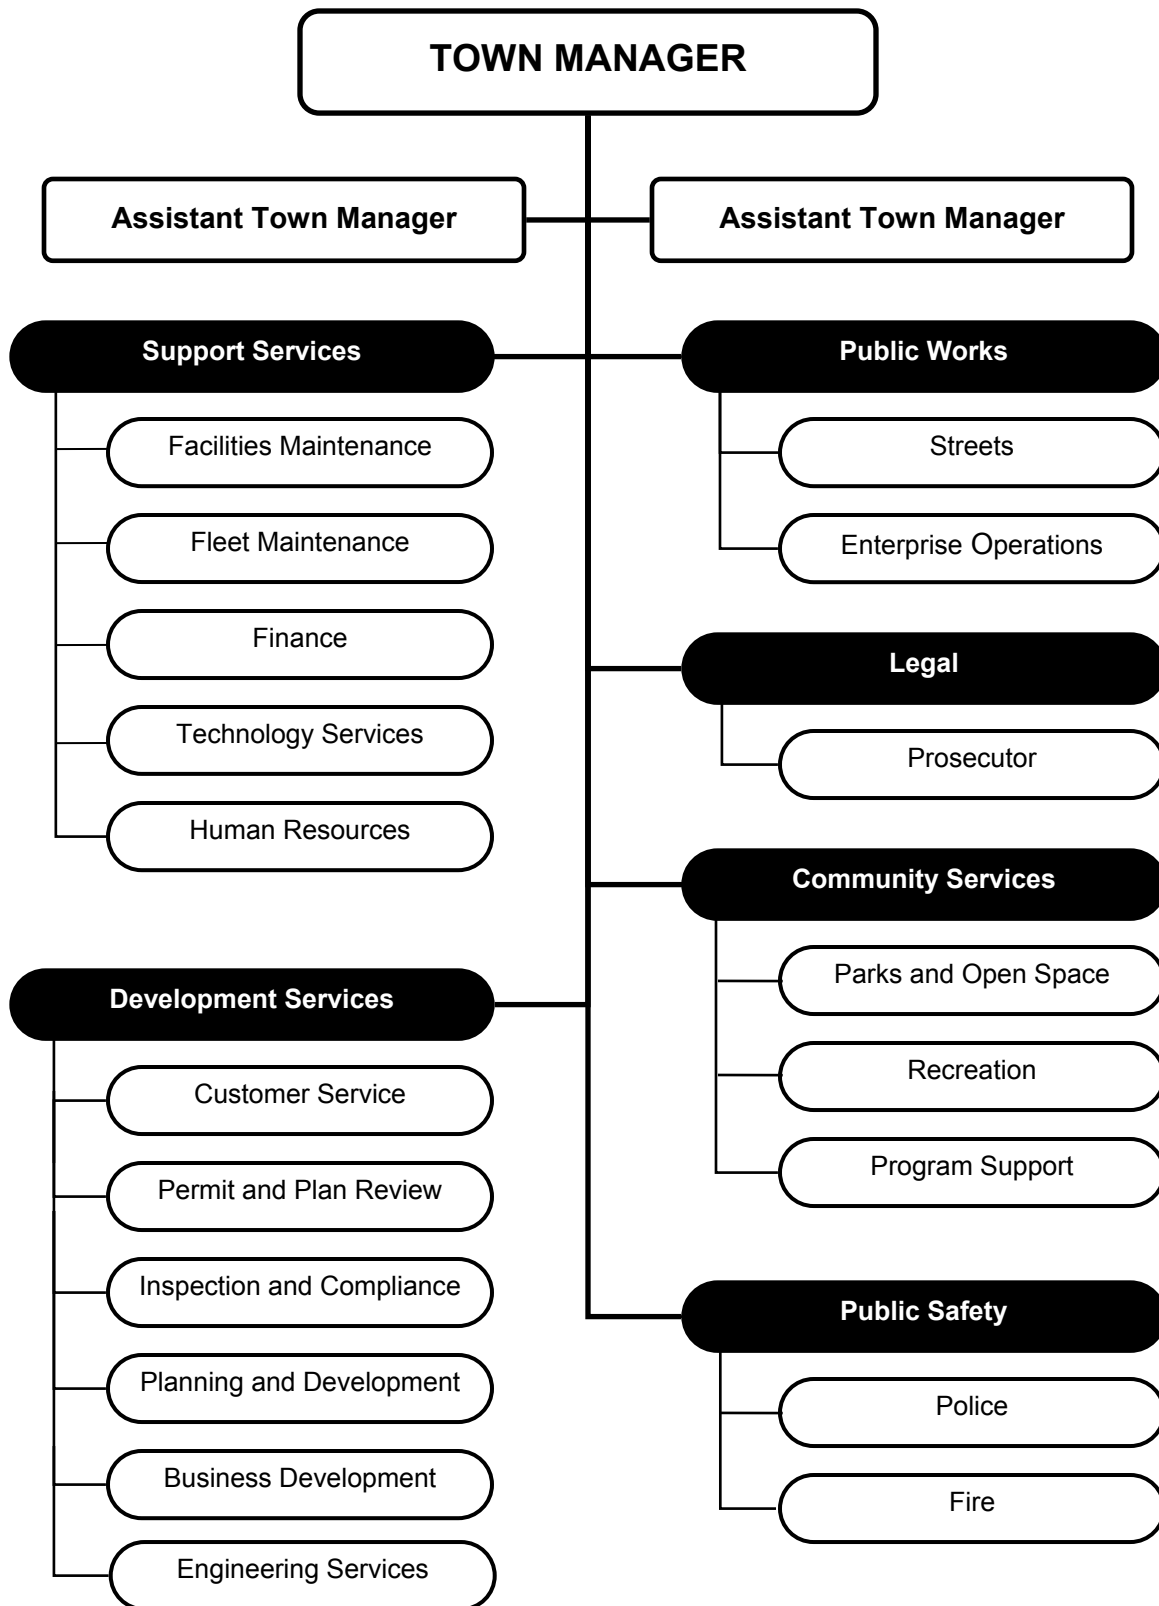 TOWN MANAGER
Assistant Town Manager
Assistant Town Manager
Support Services
Facilities Maintenance
Fleet Maintenance
Finance
Technology Services
Human Resources
Development Services
Customer Service
Permit and Plan Review
Inspection and Compliance
Planning and Development
Business Development
Engineering Services
Public Works
Streets
Enterprise Operations
Legal
Prosecutor
Community Services
Parks and Open Space
Recreation
Program Support
Public Safety
Police
Fire